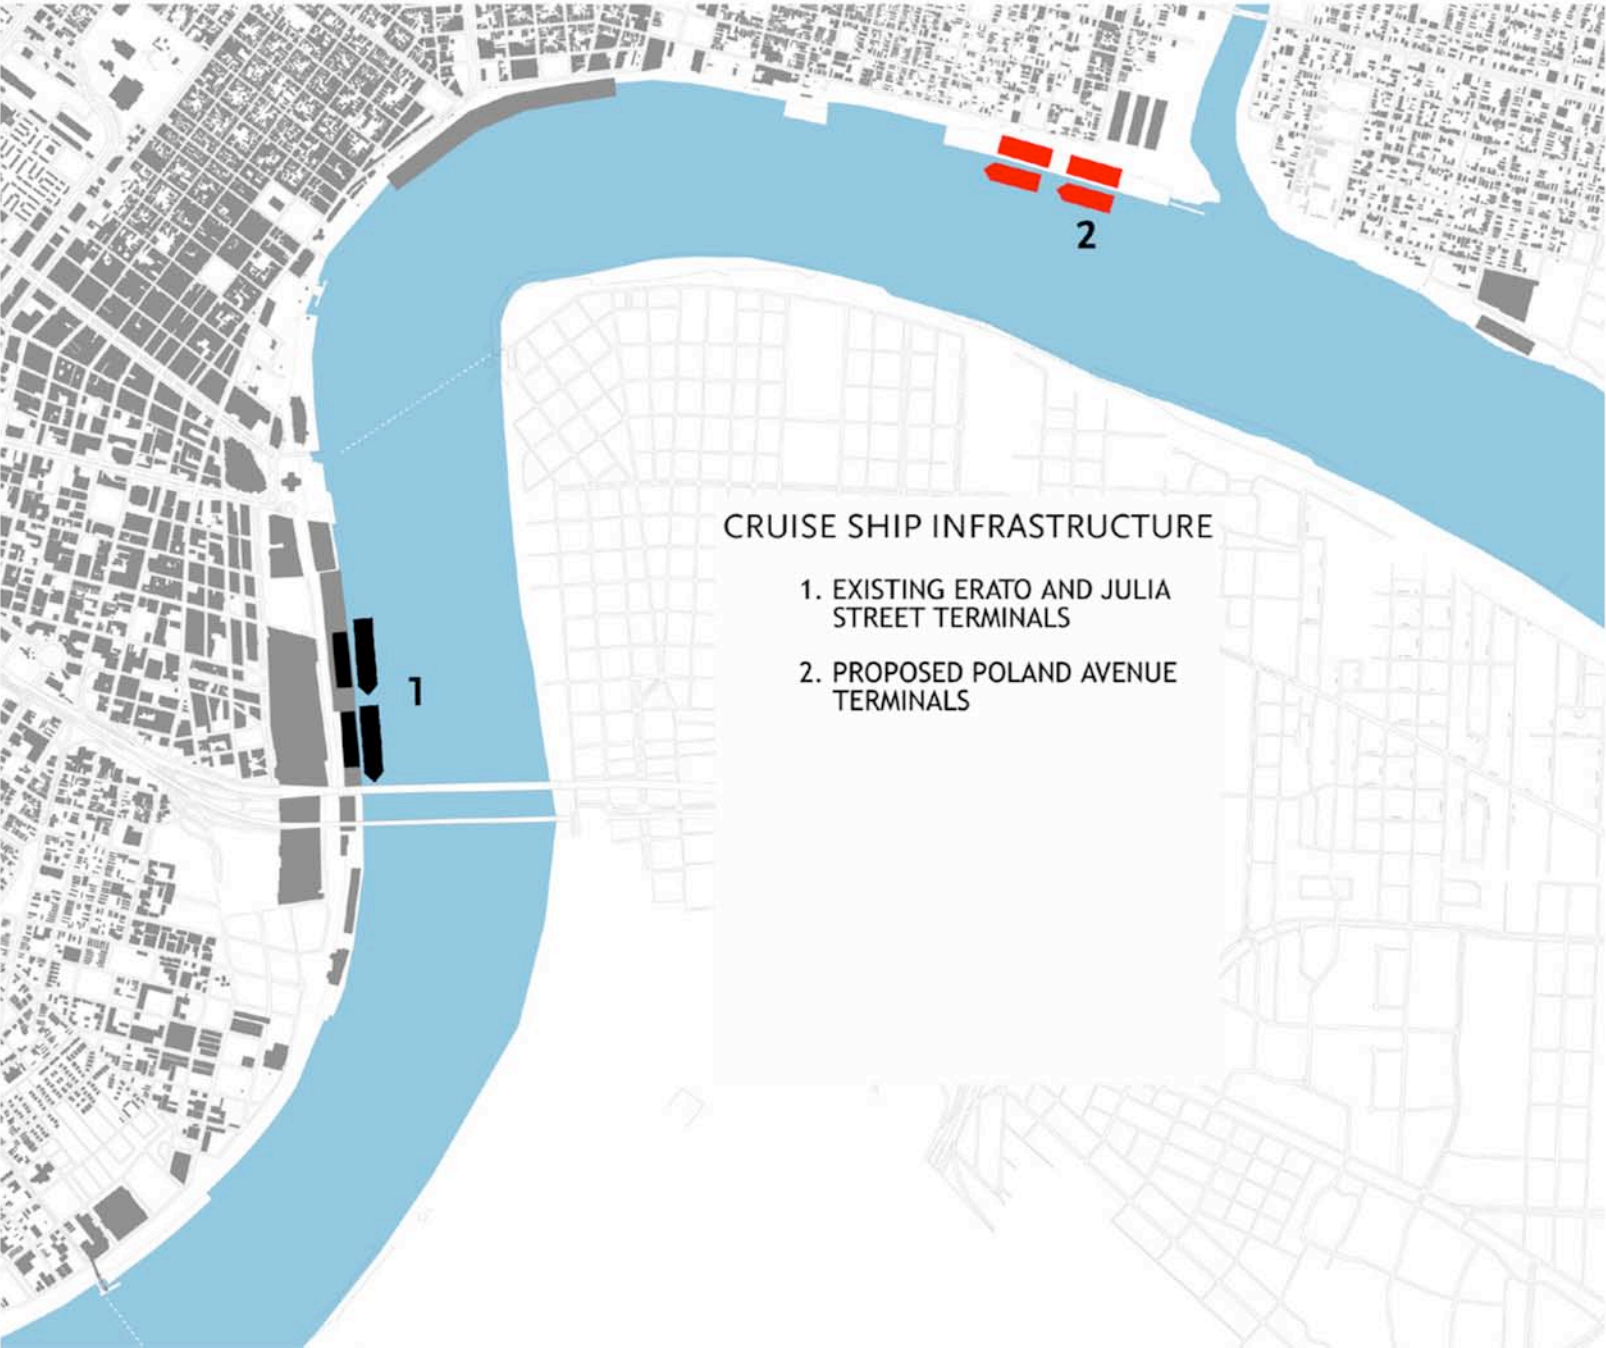 2
CRUISE SHIP INFRASTRUCTURE
1. EXISTING ERATO AND JULIA
STREET TERMINALS
2. PROPOSED POLAND AVENUE
TERMINALS
1